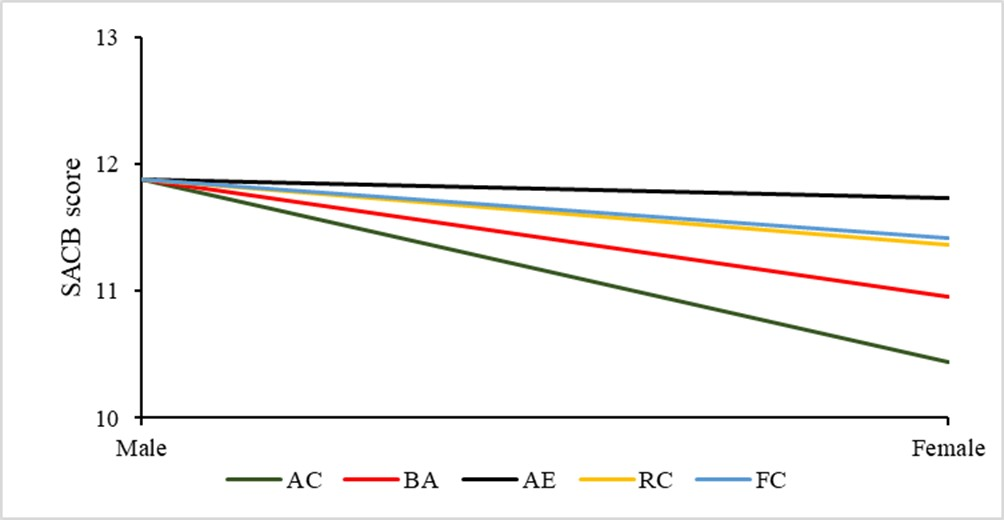 13
12
SACB score
11
10
Male Female
AC BA AE RC FC